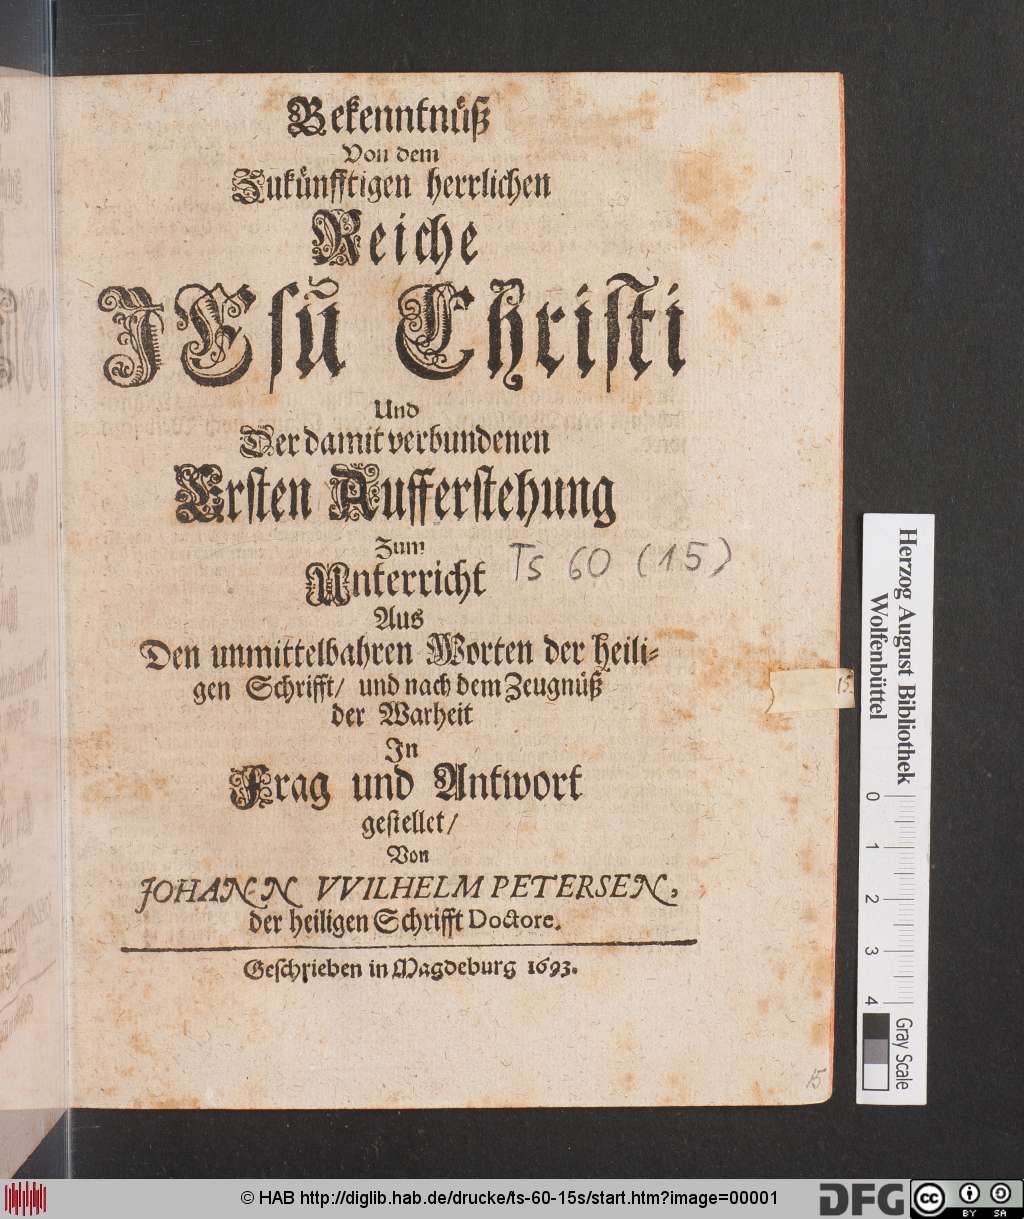 Bekenntnüß
Von dem
Zukünfftigen herrlichen
Reiche
JEsu Christi
Und
Der damit verbundenen
Ersten Aufferstehung
Zum
Unterricht
Ts 60 (15)
Aus
Den unmittelbahren Worten der heili-
gen Schrifft/ und nach dem Zeugnüß
der Warheit
In
Frag und Antwort
gestellet/
Von
JOHANN VVILHELM PETERSEN,
der heiligen Schrifft Doctore.
Geschrieben in Magdeburg 1693.
15
15
Herzog August Bibliothek
Wolfenbüttel
0
1
2
3
4
Gray Scale
© HAB http://diglib.hab.de/drucke/ts-60-15s/start.htm?image=00001
DFG
cc
BY SA